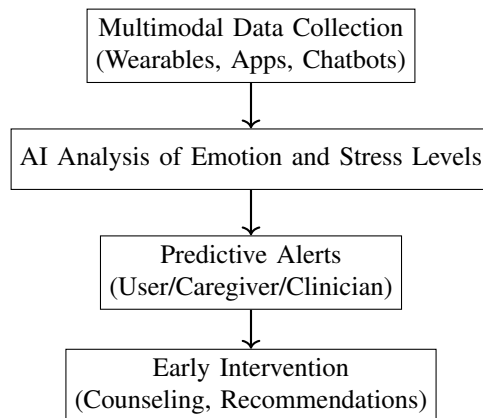 Multimodal Data Collection
(Wearables, Apps, Chatbots)
AI Analysis of Emotion and Stress Levels
Predictive Alerts
(User/Caregiver/Clinician)
Early Intervention
(Counseling, Recommendations)